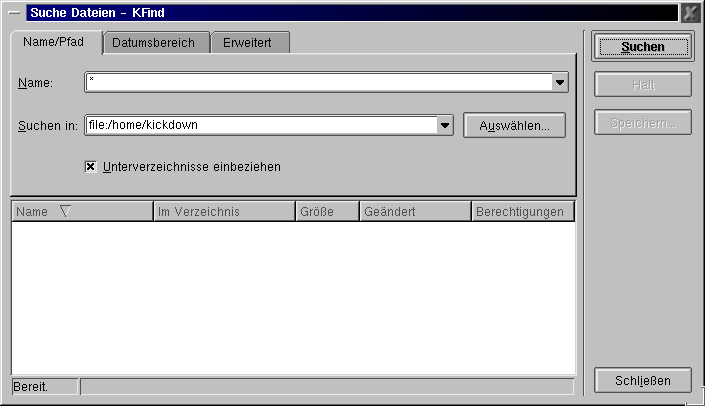 Suche Dateien - KFind
Name/Pfad Datumsbereich Erweitert
Name: *
Suchen in: file:/home/kickdown Auswählen...
Unterverzeichnisse einbeziehen
Suchen
Halt
Speichern...
Name Im Verzeichnis Größe Geändert Berechtigungen
Bereit.
Schließen